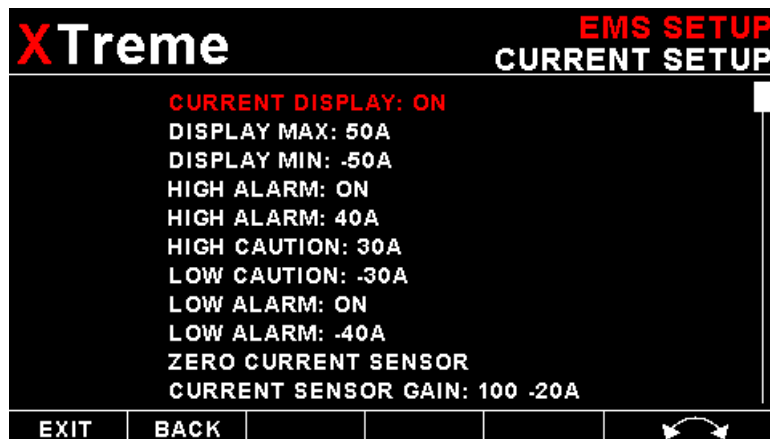 XTreme
EMS SETUP
CURRENT SETUP
CURRENT DISPLAY: ON
DISPLAY MAX: 50A
DISPLAY MIN: -50A
HIGH ALARM: ON
HIGH ALARM: 40A
HIGH CAUTION: 30A
LOW CAUTION: -30A
LOW ALARM: ON
LOW ALARM: -40A
ZERO CURRENT SENSOR
CURRENT SENSOR GAIN: 100 -20A
EXIT BACK